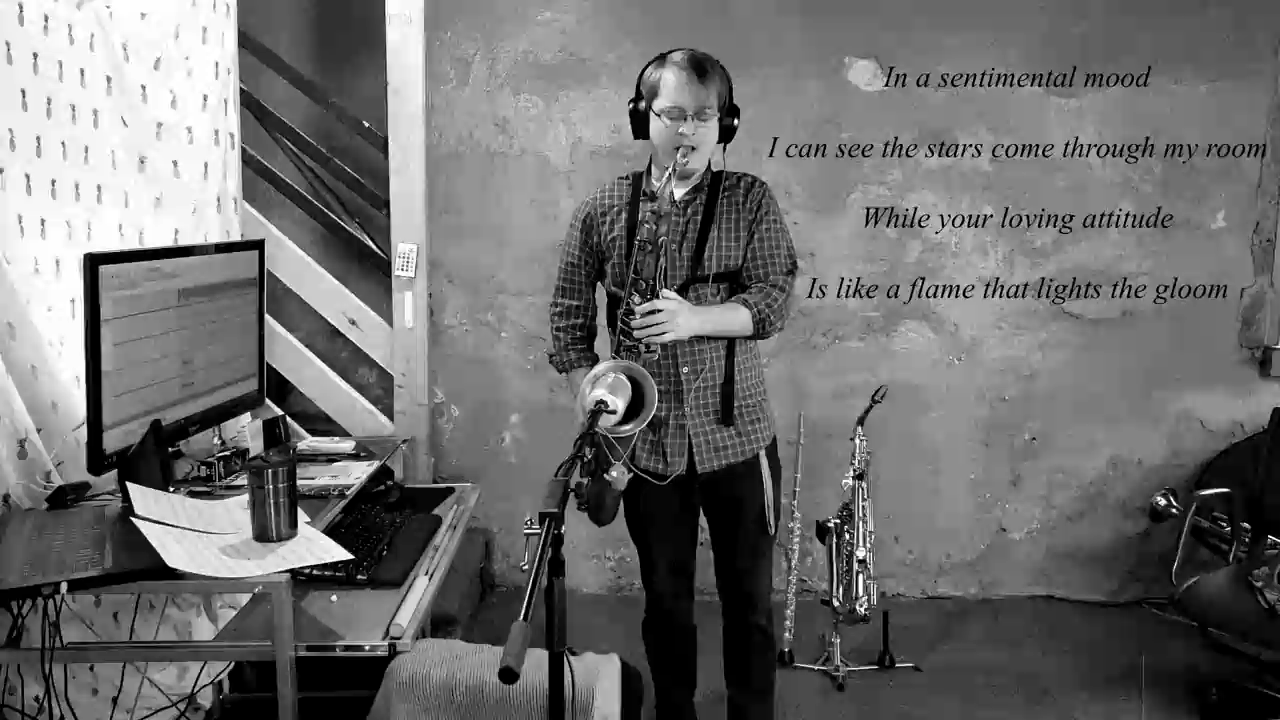 In a sentimental mood
I can see the stars come through my room
While your loving attitude
Is like a flame that lights the gloom